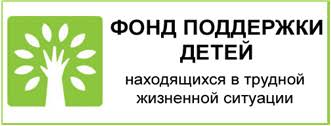 ФОНД ПОДДЕРЖКИ
ДЕТЕЙ
находящихся в трудной
жизненной ситуации